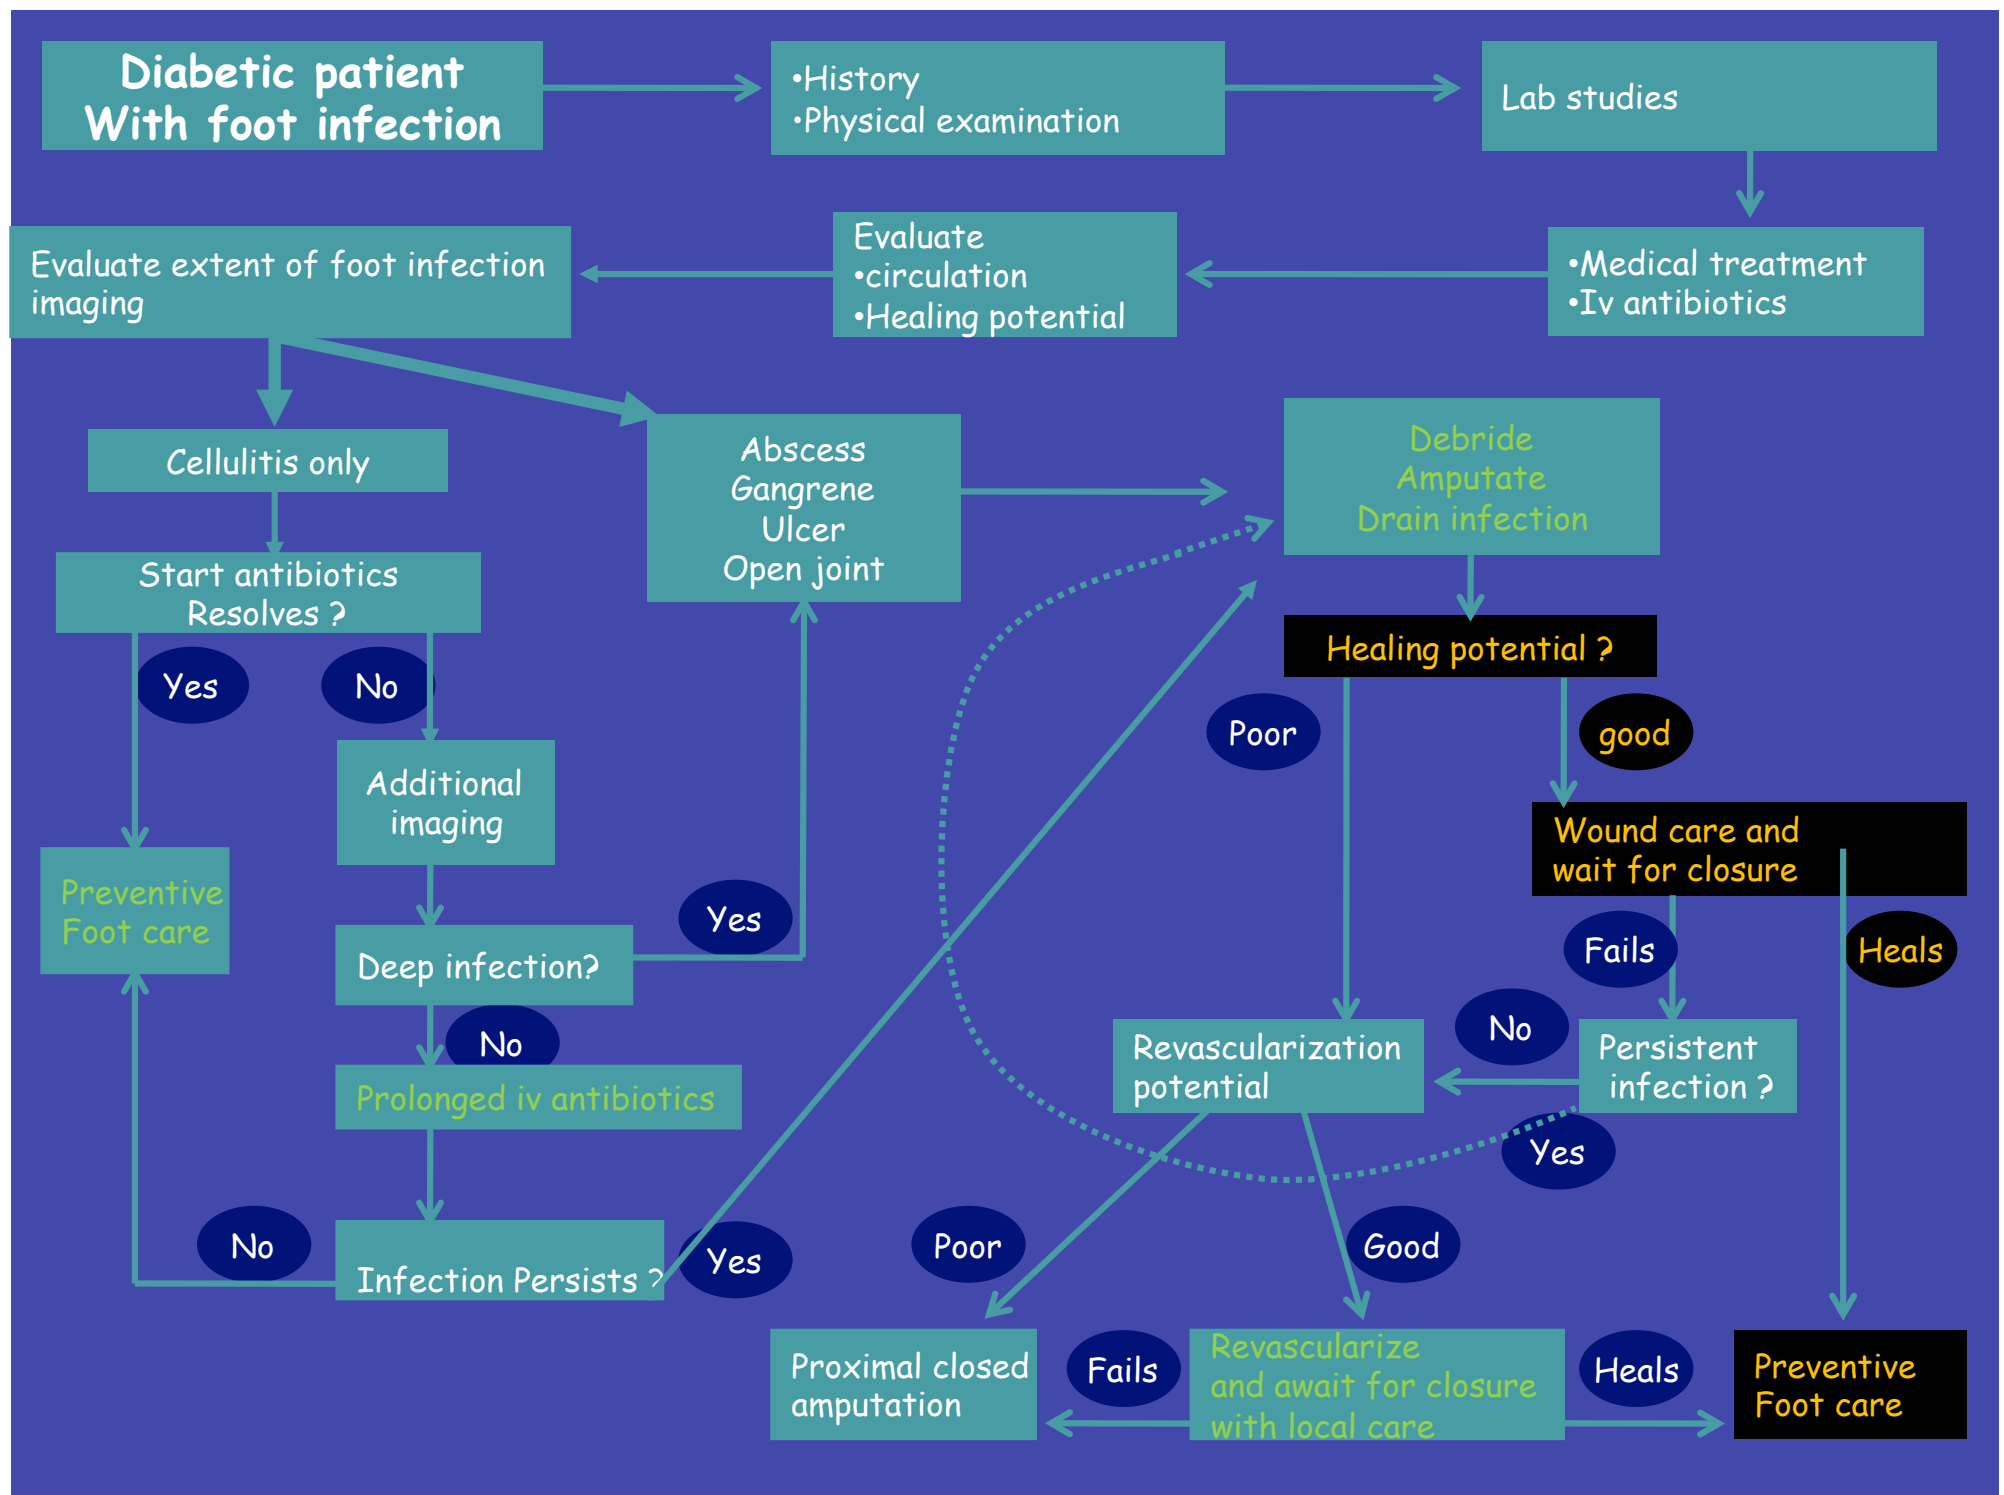 Diabetic patient
With foot infection
•History
•Physical examination
Lab studies
Evaluate extent of foot infection
imaging
Evaluate
•circulation
•Healing potential
•Medical treatment
•Iv antibiotics
Cellulitis only
Abscess
Gangrene
Ulcer
Open joint
Debride
Amputate
Drain infection
Start antibiotics
Resolves ?
Healing potential ?
Yes
No
Poor
good
Additional
imaging
Wound care and
wait for closure
Preventive
Foot care
Yes
Deep infection?
Fails
Heals
No
No
Revascularization
potential
Persistent
infection ?
Prolonged iv antibiotics
Yes
No
Infection Persists ?
Yes
Poor
Good
Proximal closed
amputation
Fails
Revascularize
and await for closure
with local care
Heals
Preventive
Foot care